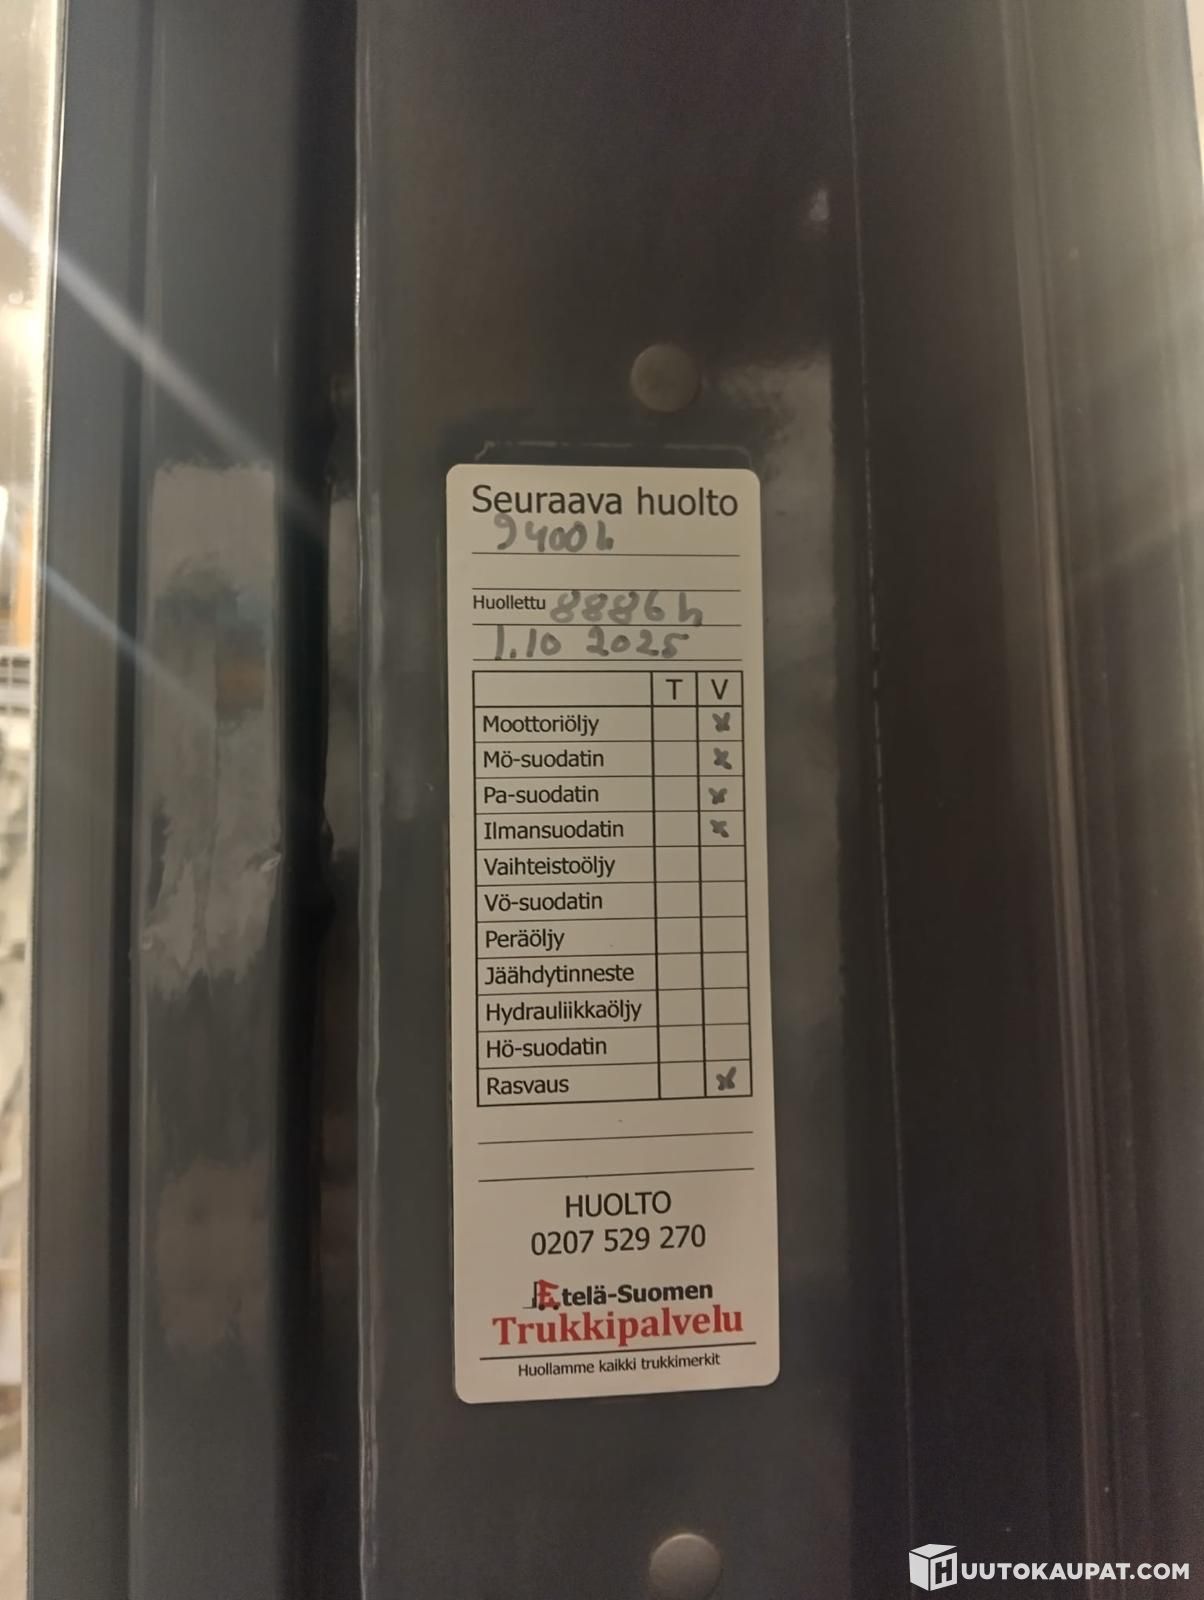 Seuraava huolto
9400h
Huollettu 8886 h
1.10 2025
T V
Moottoriöljy x
Mö-suodatin x
Pa-suodatin x
Ilmansuodatin x
Vaihteistoöljy
Vö-suodatin
Peräöljy
Jäähdytinneste
Hydrauliikkaöljy
Hö-suodatin
Rasvaus x
HUOLTO
0207 529 270
Etelä-Suomen
Trukkipalvelu
Huollamme kaikki trukkimerkit
HUUTOKAUPAT.COM